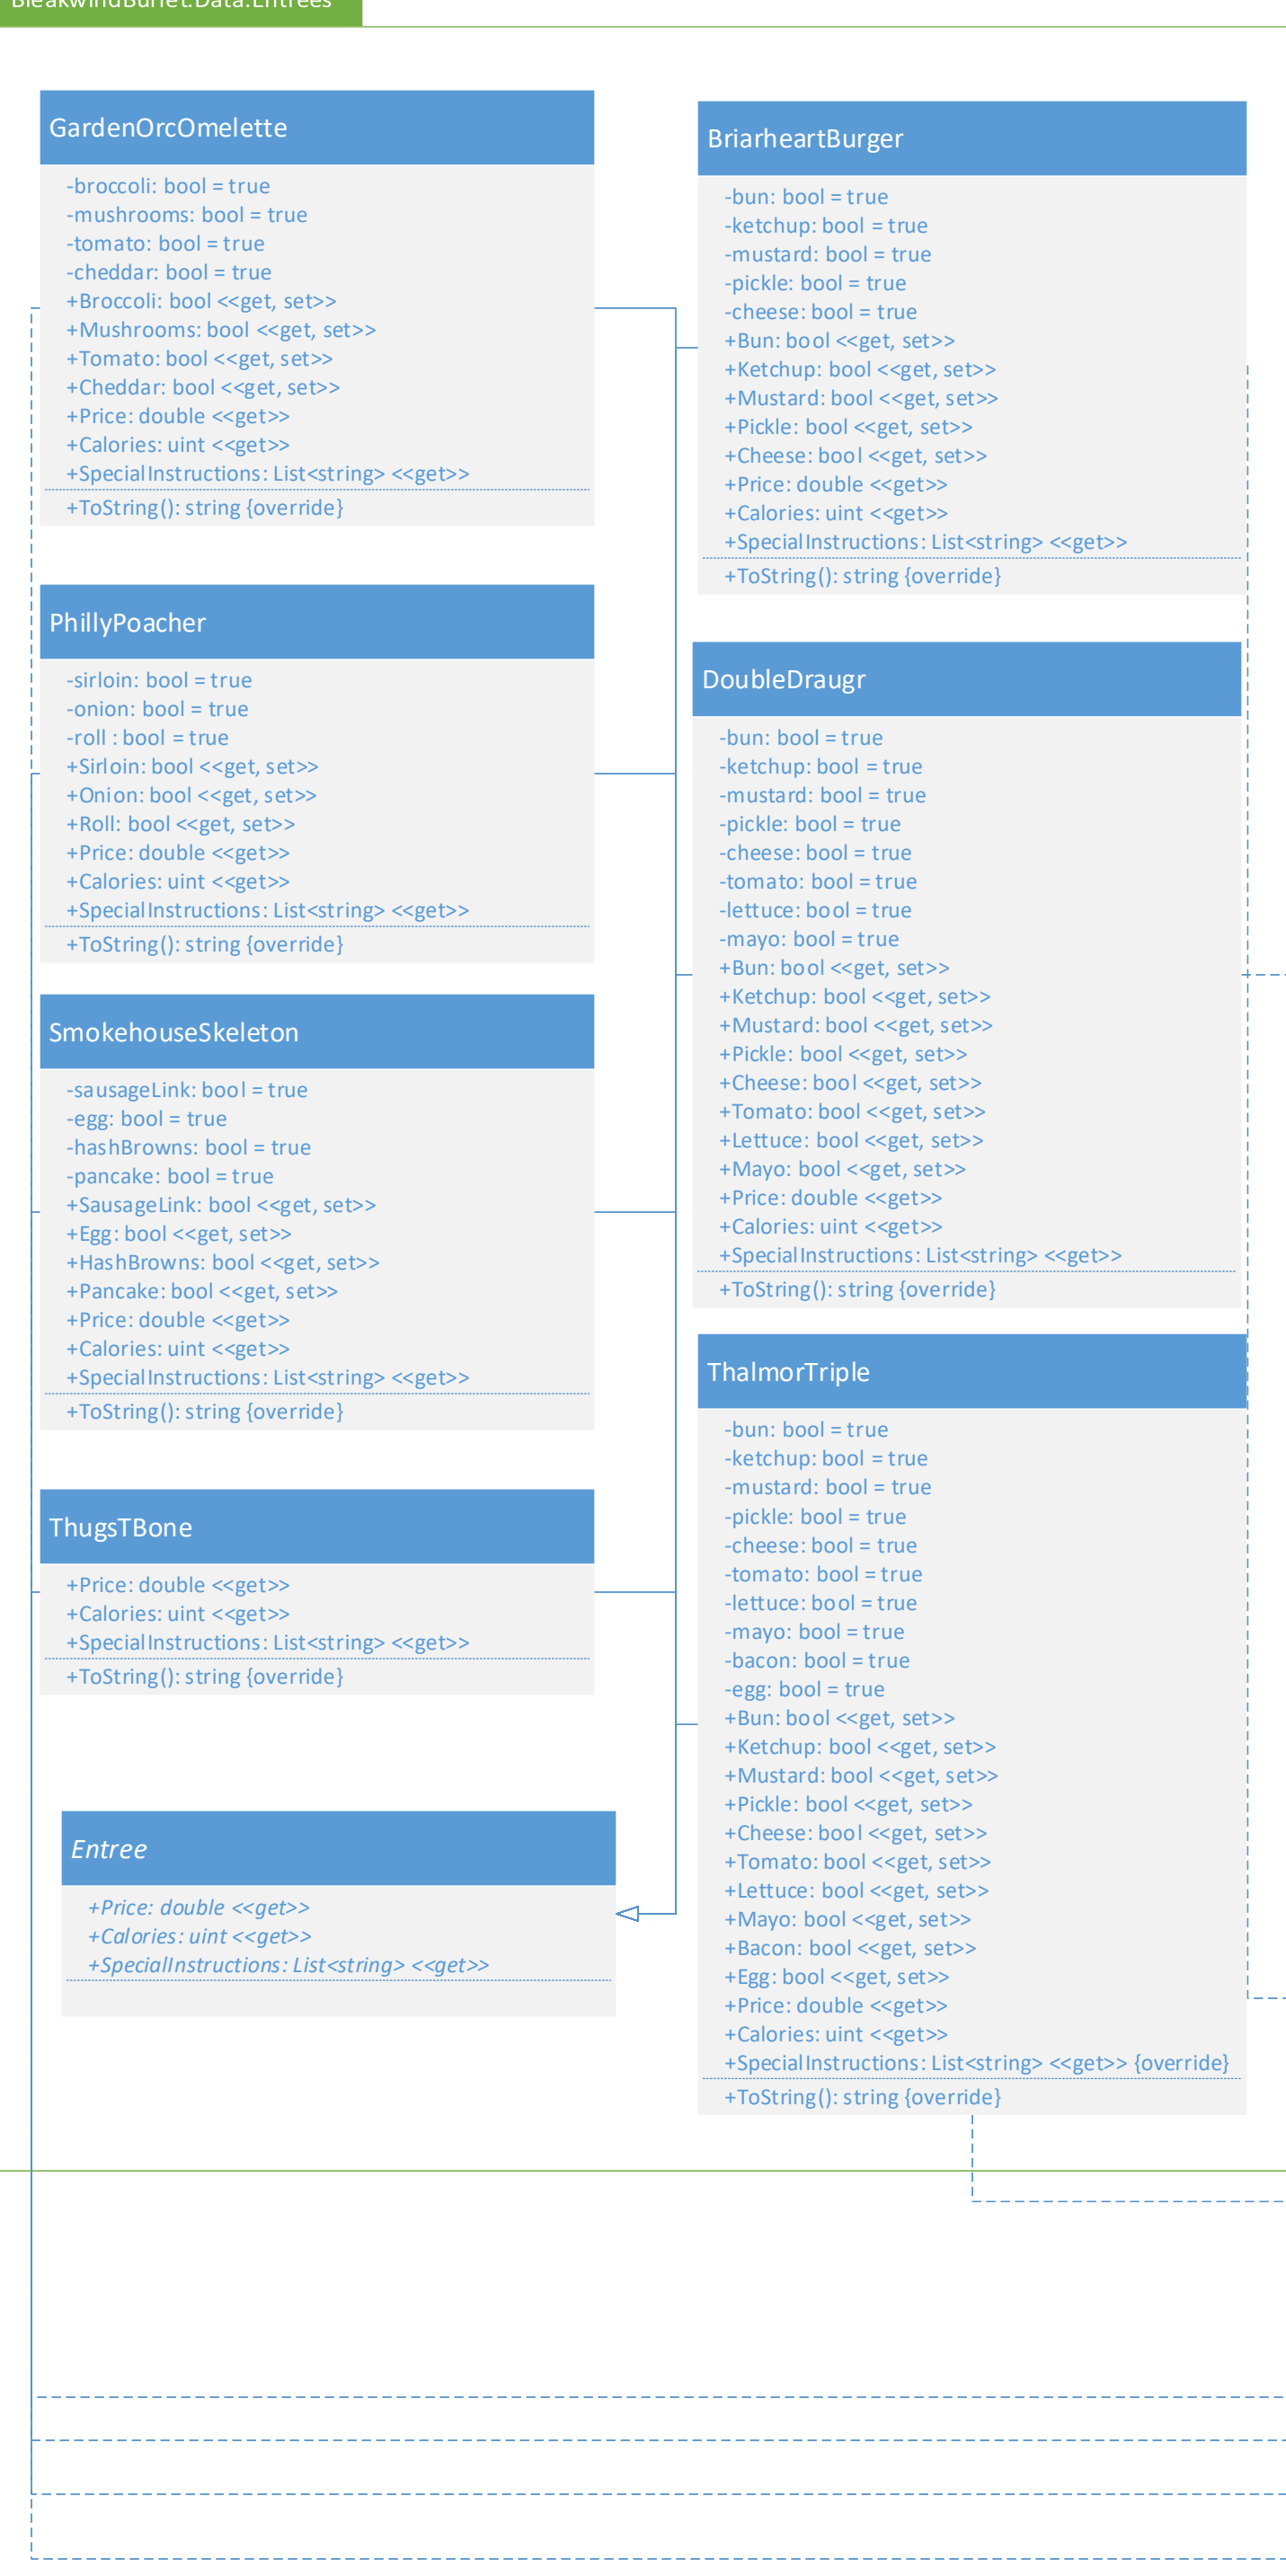 BleakwindBuffet.Data.Entrees
GardenOrcOmelette
-broccoli: bool = true
-mushrooms: bool = true
-tomato: bool = true
-cheddar: bool = true
+Broccoli: bool <<get, set>>
+Mushrooms: bool <<get, set>>
+Tomato: bool <<get, set>>
+Cheddar: bool <<get, set>>
+Price: double <<get>>
+Calories: uint <<get>>
+SpecialInstructions: List<string> <<get>>
+ToString(): string {override}
PhillyPoacher
-sirloin: bool = true
-onion: bool = true
-roll : bool = true
+Sirloin: bool <<get, set>>
+Onion: bool <<get, set>>
+Roll: bool <<get, set>>
+Price: double <<get>>
+Calories: uint <<get>>
+SpecialInstructions: List<string> <<get>>
+ToString(): string {override}
SmokehouseSkeleton
-sausageLink: bool = true
-egg: bool = true
-hashBrowns: bool = true
-pancake: bool = true
+SausageLink: bool <<get, set>>
+Egg: bool <<get, set>>
+HashBrowns: bool <<get, set>>
+Pancake: bool <<get, set>>
+Price: double <<get>>
+Calories: uint <<get>>
+SpecialInstructions: List<string> <<get>>
+ToString(): string {override}
ThugsTBone
+Price: double <<get>>
+Calories: uint <<get>>
+SpecialInstructions: List<string> <<get>>
+ToString(): string {override}
Entree
+Price: double <<get>>
+Calories: uint <<get>>
+SpecialInstructions: List<string> <<get>>
BriarheartBurger
-bun: bool = true
-ketchup: bool = true
-mustard: bool = true
-pickle: bool = true
-cheese: bool = true
+Bun: bool <<get, set>>
+Ketchup: bool <<get, set>>
+Mustard: bool <<get, set>>
+Pickle: bool <<get, set>>
+Cheese: bool <<get, set>>
+Price: double <<get>>
+Calories: uint <<get>>
+SpecialInstructions: List<string> <<get>>
+ToString(): string {override}
DoubleDraugr
-bun: bool = true
-ketchup: bool = true
-mustard: bool = true
-pickle: bool = true
-cheese: bool = true
-tomato: bool = true
-lettuce: bool = true
-mayo: bool = true
+Bun: bool <<get, set>>
+Ketchup: bool <<get, set>>
+Mustard: bool <<get, set>>
+Pickle: bool <<get, set>>
+Cheese: bool <<get, set>>
+Tomato: bool <<get, set>>
+Lettuce: bool <<get, set>>
+Mayo: bool <<get, set>>
+Price: double <<get>>
+Calories: uint <<get>>
+SpecialInstructions: List<string> <<get>>
+ToString(): string {override}
ThalmorTriple
-bun: bool = true
-ketchup: bool = true
-mustard: bool = true
-pickle: bool = true
-cheese: bool = true
-tomato: bool = true
-lettuce: bool = true
-mayo: bool = true
-bacon: bool = true
-egg: bool = true
+Bun: bool <<get, set>>
+Ketchup: bool <<get, set>>
+Mustard: bool <<get, set>>
+Pickle: bool <<get, set>>
+Cheese: bool <<get, set>>
+Tomato: bool <<get, set>>
+Lettuce: bool <<get, set>>
+Mayo: bool <<get, set>>
+Bacon: bool <<get, set>>
+Egg: bool <<get, set>>
+Price: double <<get>>
+Calories: uint <<get>>
+SpecialInstructions: List<string> <<get>> {override}
+ToString(): string {override}